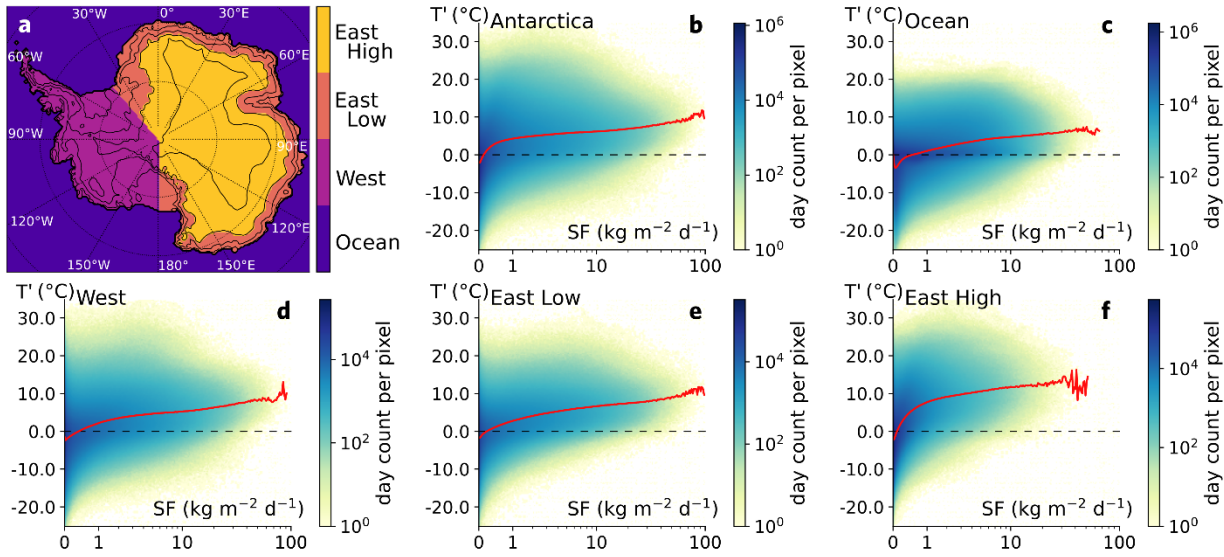 a
30°W 0° 30°E
60°W
60°E
90°W
90°E
120°W
120°E
150°W 180° 150°E
East
High
East
Low
West
Ocean
T' (°C) Antarctica
b
30.0
20.0
10.0
0.0
-10.0
-20.0
SF (kg m⁻² d⁻¹)
0 1 10 100
10⁶
10⁴
10²
10⁰
day count per pixel
T' (°C) Ocean
c
30.0
20.0
10.0
0.0
-10.0
-20.0
SF (kg m⁻² d⁻¹)
0 1 10 100
10⁶
10⁴
10²
10⁰
day count per pixel
T' (°C) West
d
30.0
20.0
10.0
0.0
-10.0
-20.0
SF (kg m⁻² d⁻¹)
0 1 10 100
10⁴
10²
10⁰
day count per pixel
T' (°C) East Low
e
30.0
20.0
10.0
0.0
-10.0
-20.0
SF (kg m⁻² d⁻¹)
0 1 10 100
10⁴
10²
10⁰
day count per pixel
T' (°C) East High
f
30.0
20.0
10.0
0.0
-10.0
-20.0
SF (kg m⁻² d⁻¹)
0 1 10 100
10⁴
10²
10⁰
day count per pixel